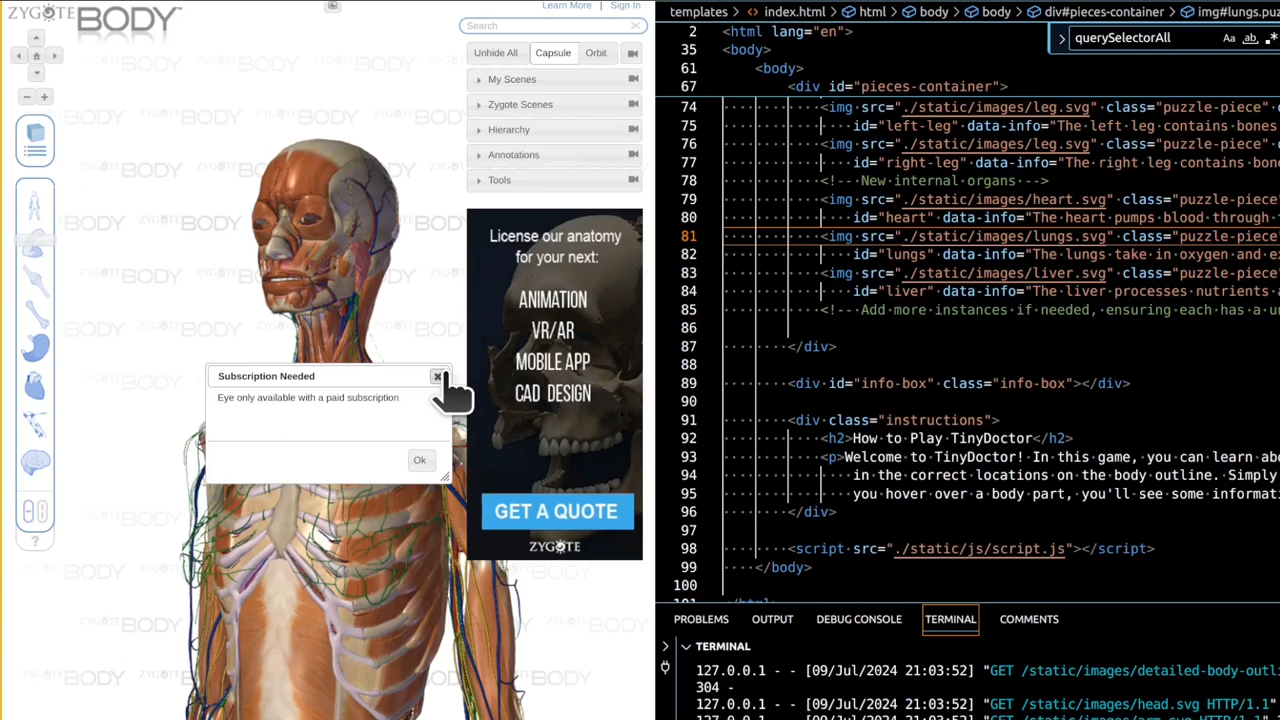 ZYGOTE BODY
Learn More | Sign In
Search
Unhide All Capsule Orbit
My Scenes
Zygote Scenes
Hierarchy
Annotations
Tools
License our anatomy
for your next:
ANIMATION
VR/AR
MOBILE APP
CAD DESIGN
GET A QUOTE
ZYGOTE
Subscription Needed
Eye only available with a paid subscription
Ok
?
templates > index.html > html > body > body > div#pieces-container > img#lungs.puz
querySelectorAll
Aa ab .*
2 <html lang="en">
35 <body>
61 <body>
67 <div id="pieces-container">
74 <img src="./static/images/leg.svg" class="puzzle-piece"
75 id="left-leg" data-info="The left leg contains bones
76 <img src="./static/images/leg.svg" class="puzzle-piece"
77 id="right-leg" data-info="The right leg contains bon
78 <!-- New internal organs -->
79 <img src="./static/images/heart.svg" class="puzzle-piece
80 id="heart" data-info="The heart pumps blood through
81 <img src="./static/images/lungs.svg" class="puzzle-piece
82 id="lungs" data-info="The lungs take in oxygen and e
83 <img src="./static/images/liver.svg" class="puzzle-piece
84 id="liver" data-info="The liver processes nutrients a
85 <!-- Add more instances if needed, ensuring each has a u
86
87 </div>
88
89 <div id="info-box" class="info-box"></div>
90
91 <div class="instructions">
92 <h2>How to Play TinyDoctor</h2>
93 <p>Welcome to TinyDoctor! In this game, you can learn abo
94 in the correct locations on the body outline. Simply
95 you hover over a body part, you'll see some informati
96 </div>
97
98 <script src="./static/js/script.js"></script>
99 </body>
100
PROBLEMS OUTPUT DEBUG CONSOLE TERMINAL COMMENTS
TERMINAL
127.0.0.1 - - [09/Jul/2024 21:03:52] "GET /static/images/detailed-body-outli
304 -
127.0.0.1 - - [09/Jul/2024 21:03:52] "GET /static/images/head.svg HTTP/1.1"